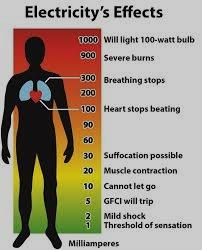 Electricity's Effects
1000 Will light 100-watt bulb
900 Severe burns
300 Breathing stops
200
100 Heart stops beating
90
60
30 Suffocation possible
20 Muscle contraction
10 Cannot let go
5 GFCI will trip
2 Mild shock
1 Threshold of sensation
Milliamperes